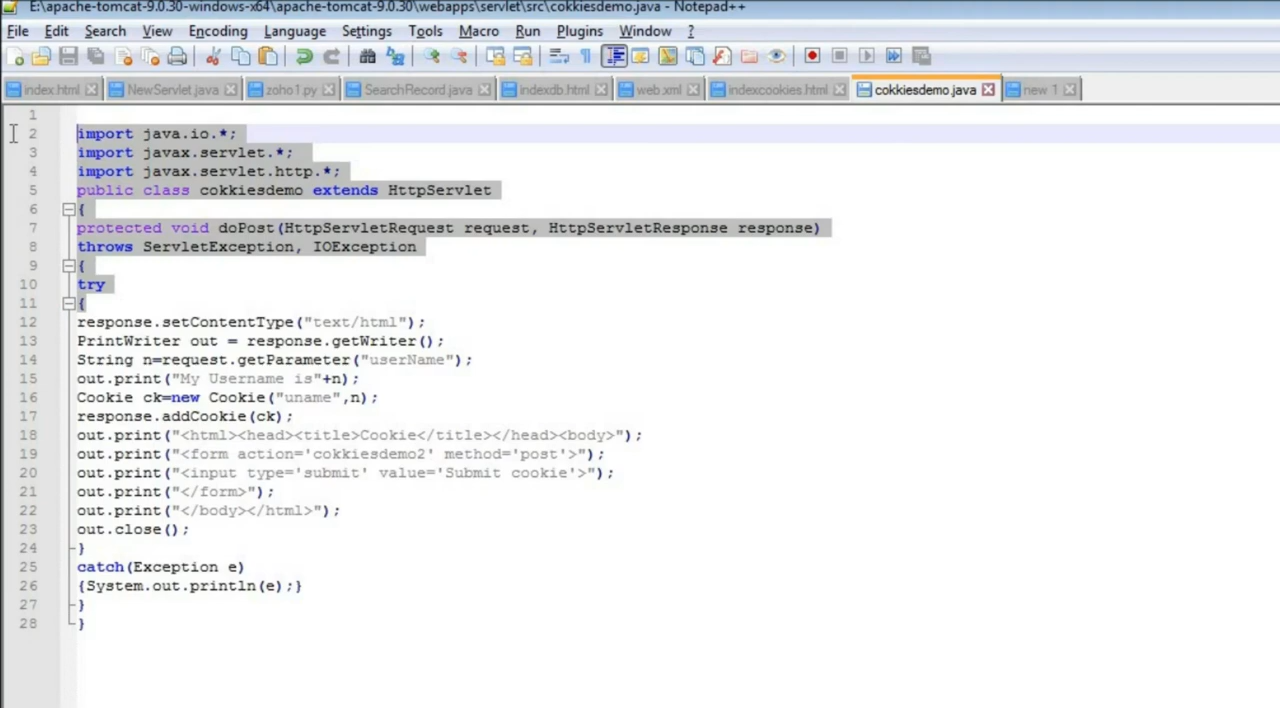 E:\apache-tomcat-9.0.30-windows-x64\apache-tomcat-9.0.30\webapps\servlet\src\cokkiesdemo.java - Notepad++
File Edit Search View Encoding Language Settings Tools Macro Run Plugins Window ?
index.html NewServlet.java zoho1.py SearchRecord.java indexdb.html web.xml indexcookies.html cokkiesdemo.java new 1
1
2 import java.io.*;
3 import javax.servlet.*;
4 import javax.servlet.http.*;
5 public class cokkiesdemo extends HttpServlet
6 {
7 protected void doPost(HttpServletRequest request, HttpServletResponse response)
8 throws ServletException, IOException
9 {
10 try
11 {
12 response.setContentType("text/html");
13 PrintWriter out = response.getWriter();
14 String n=request.getParameter("userName");
15 out.print("My Username is"+n);
16 Cookie ck=new Cookie("uname",n);
17 response.addCookie(ck);
18 out.print("<html><head><title>Cookie</title></head><body>");
19 out.print("<form action='cokkiesdemo2' method='post'>");
20 out.print("<input type='submit' value='Submit cookie'>");
21 out.print("</form>");
22 out.print("</body></html>");
23 out.close();
24 }
25 catch(Exception e)
26 {System.out.println(e);}
27 }
28 }